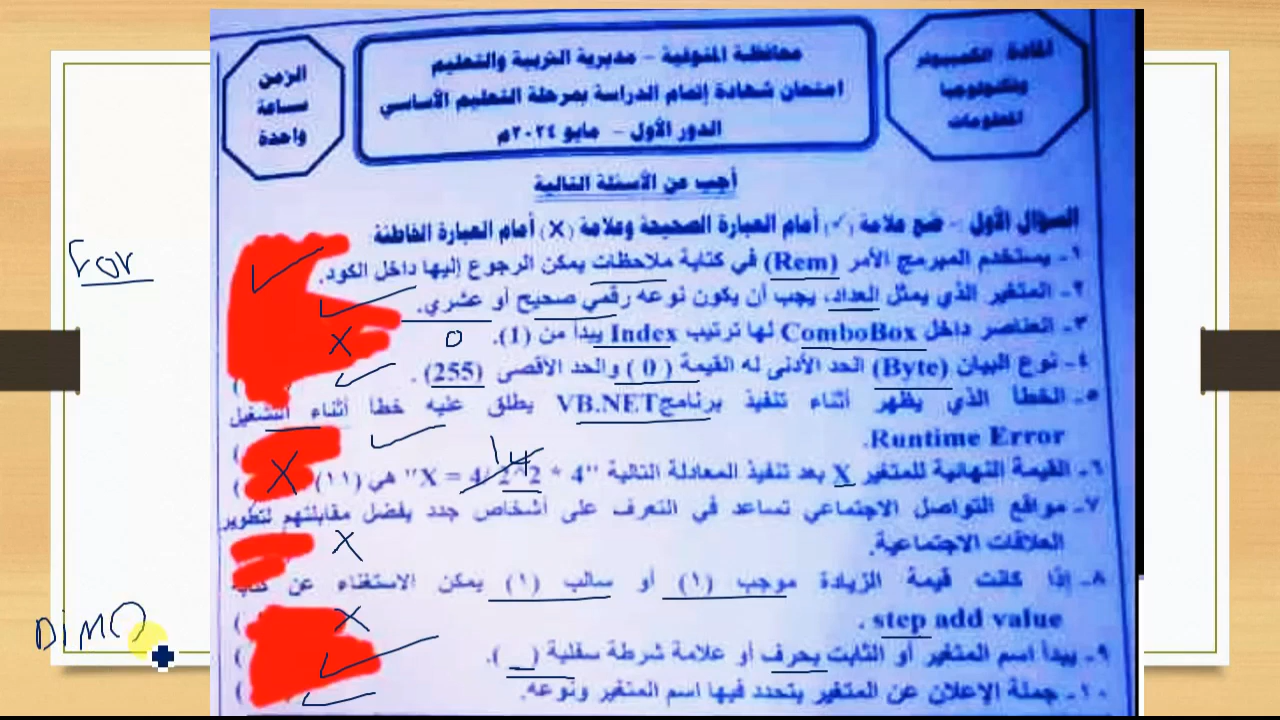 المادة الكمبيوتر
وتكنولوجيا
المعلومات
محافظة المنوفية - مديرية التربية والتعليم
امتحان شهادة إتمام الدراسة بمرحلة التعليم الأساسي
الدور الأول - مايو ٢٠٢٤م
الزمن
ساعة
واحدة
أجب عن الأسئلة التالية
السؤال الأول - ضع علامة (✓) أمام العبارة الصحيحة وعلامة (X) أمام العبارة الخاطئة
١- يستخدم المبرمج الأمر (Rem) في كتابة ملاحظات يمكن الرجوع إليها داخل الكود. ✓
٢- المتغير الذي يمثل العداد، يجب أن يكون نوعه رقمي صحيح أو عشري. ✓
٣- العناصر داخل ComboBox لها ترتيب Index يبدأ من (1). 0 X
٤- نوع البيان (Byte) الحد الأدنى له القيمة (0) والحد الأقصى (255). ✓
٥- الخطأ الذي يظهر أثناء تنفيذ برنامج VB.NET يطلق عليه خطأ أثناء التشغيل
Runtime Error. ✓ )
٦- القيمة النهائية للمتغير X بعد تنفيذ المعادلة التالية "X = 4/ 2^2 * 4" هي (١١) ( X )
٧- مواقع التواصل الاجتماعي تساعد في التعرف على أشخاص جدد يفضل مقابلتهم لتطوير
العلاقات الاجتماعية. X
٨- إذا كانت قيمة الزيادة موجب (١) أو سالب (١) يمكن الاستغناء عن كتابة
step add value . X )
٩- يبدأ اسم المتغير أو الثابت بحرف أو علامة شرطة سفلية ( _ ). ✓ )
١٠- جملة الإعلان عن المتغير يتحدد فيها اسم المتغير ونوعه. ✓ )
For
DiM